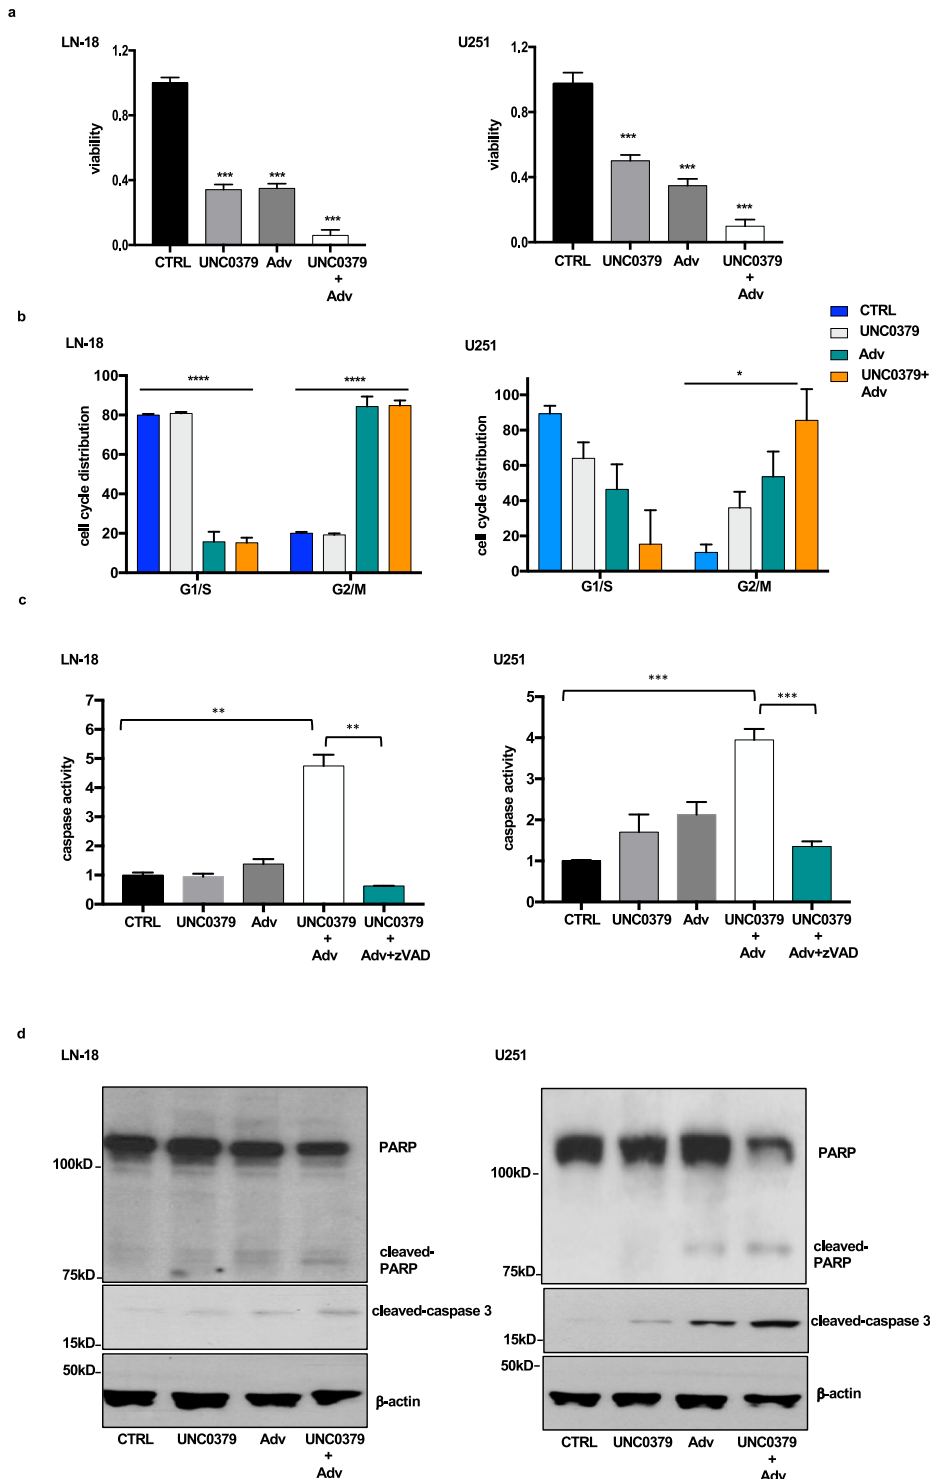 a
LN-18
1.2
0.8
0.4
0.0
viability
***
***
***
CTRL
UNC0379
Adv
UNC0379
+
Adv
U251
1.2
0.8
0.4
0.0
viability
***
***
***
CTRL
UNC0379
Adv
UNC0379
+
Adv
b
LN-18
100
80
60
40
20
0
cell cycle distribution
****
****
G1/S
G2/M
U251
100
80
60
40
20
0
cell cycle distribution
*
G1/S
G2/M
CTRL
UNC0379
Adv
UNC0379+
Adv
c
LN-18
7
6
5
4
3
2
1
0
caspase activity
**
**
CTRL
UNC0379
Adv
UNC0379
+
Adv
UNC0379
+
Adv+zVAD
U251
5
4
3
2
1
0
caspase activity
***
***
CTRL
UNC0379
Adv
UNC0379
+
Adv
UNC0379
+
Adv+zVAD
d
LN-18
100kD
75kD
15kD
50kD
PARP
cleaved-
PARP
cleaved-caspase 3
β-actin
CTRL
UNC0379
Adv
UNC0379
+
Adv
U251
100kD
75kD
15kD
50kD
PARP
cleaved-
PARP
cleaved-caspase 3
β-actin
CTRL
UNC0379
Adv
UNC0379
+
Adv